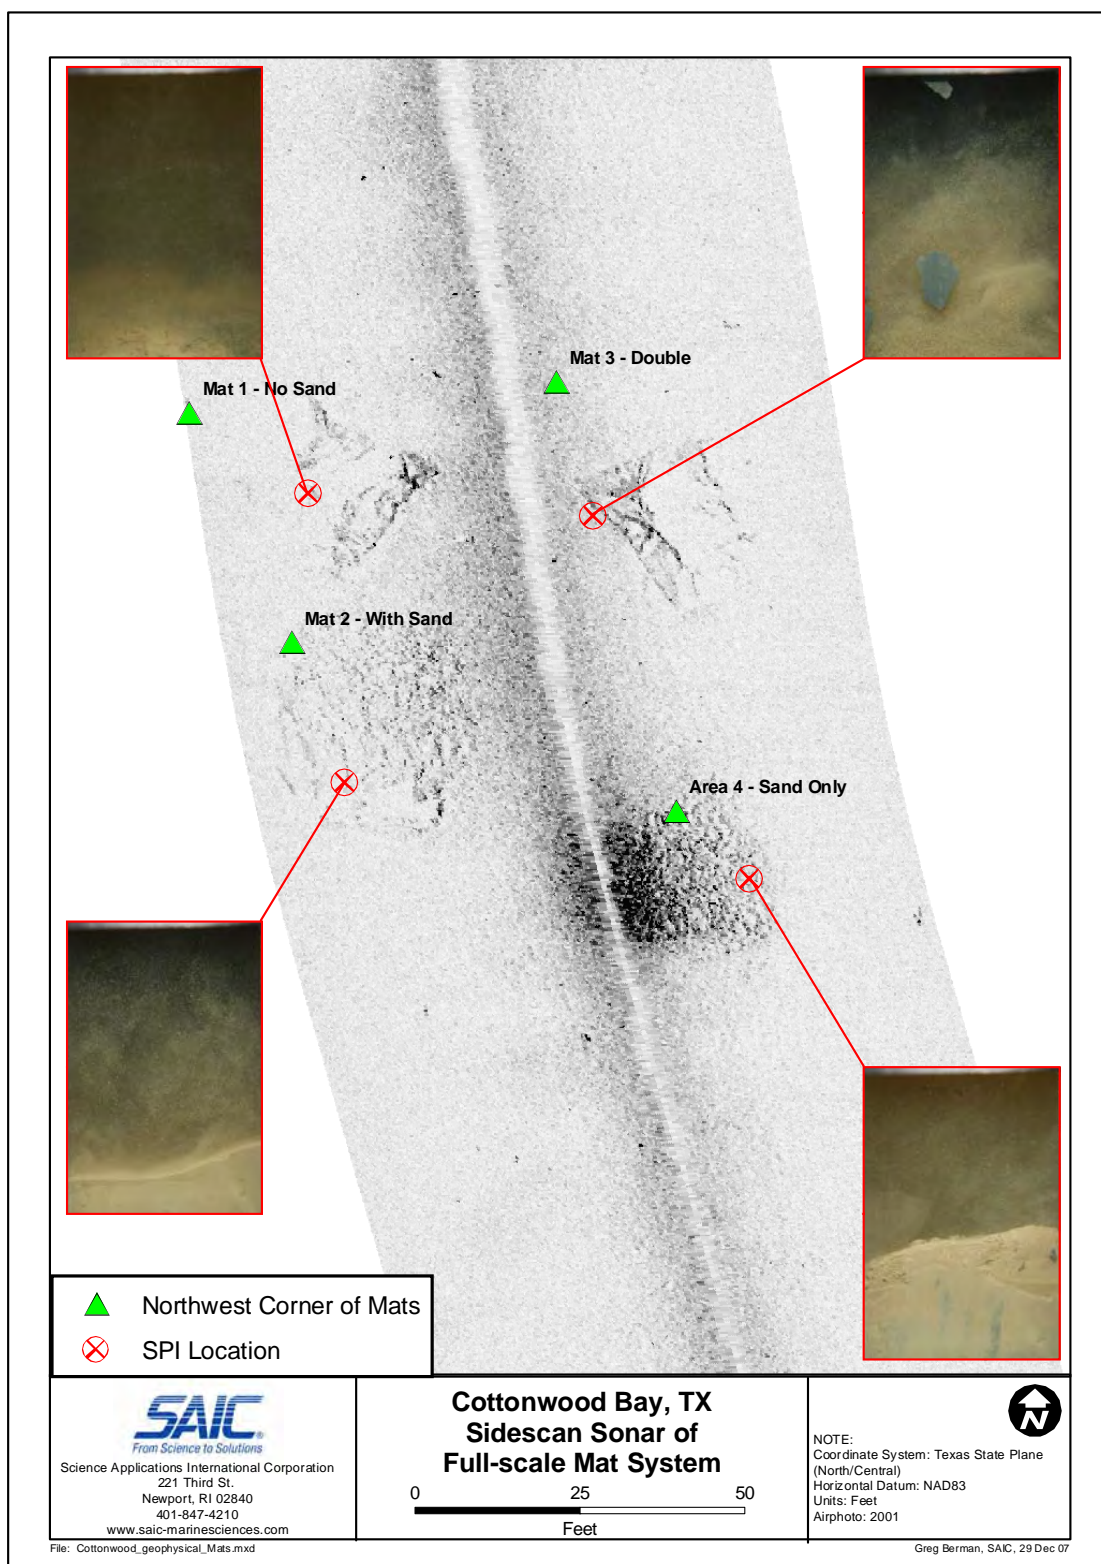 Mat 3 - Double
Mat 1 - No Sand
Mat 2 - With Sand
Area 4 - Sand Only
Northwest Corner of Mats
SPI Location
SAIC
From Science to Solutions
Science Applications International Corporation
221 Third St.
Newport, RI 02840
401-847-4210
www.saic-marinesciences.com
Cottonwood Bay, TX
Sidescan Sonar of
Full-scale Mat System
0 25 50
Feet
N
NOTE:
Coordinate System: Texas State Plane
(North/Central)
Horizontal Datum: NAD83
Units: Feet
Airphoto: 2001
File: Cottonwood_geophysical_Mats.mxd
Greg Berman, SAIC, 29 Dec 07